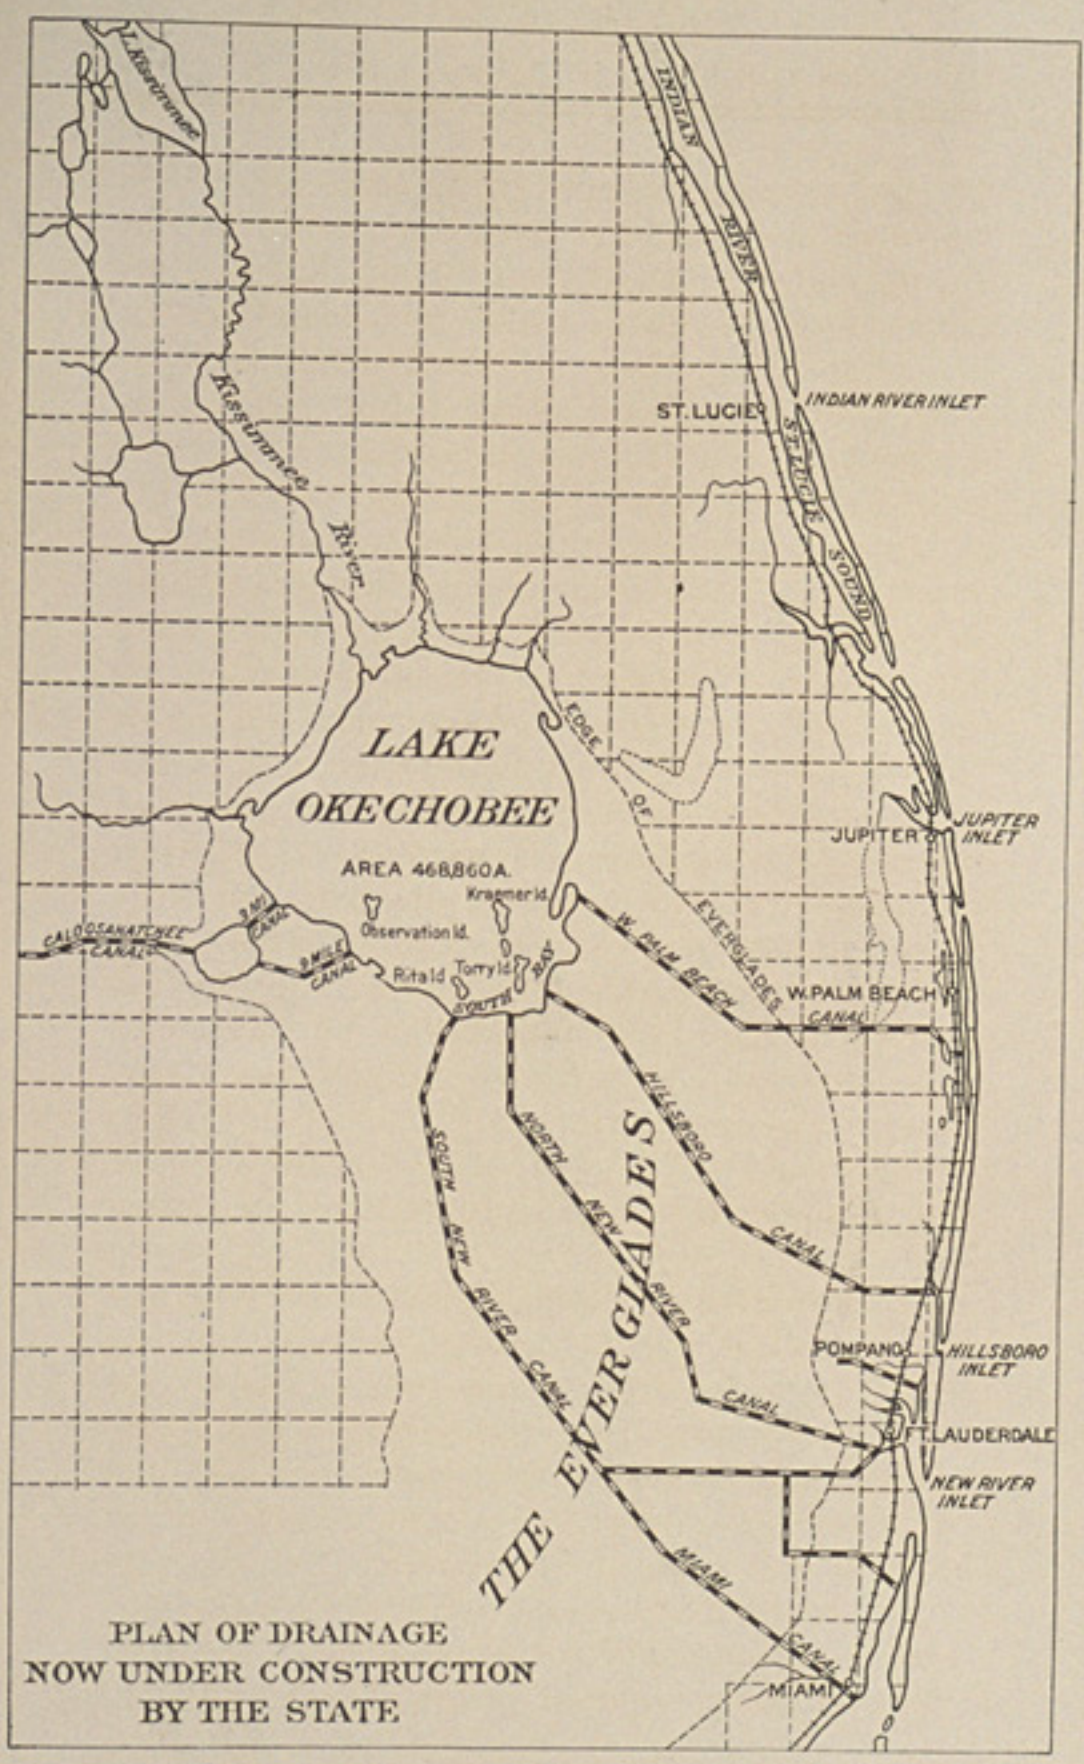 L. Kissimmee
INDIAN
RIVER
INDIAN RIVER INLET
ST. LUCIE
Kissimmee
River
ST. LUCIE
SOUND
LAKE
OKECHOBEE
AREA 468,860 A.
Kraemer Id.
Observation Id.
Rita Id
Torry Id
SOUTH
BAY
EDGE
OF
EVERGLADES
JUPITER
JUPITER
INLET
CALOOSAHATCHEE
CANAL
3 MI.
CANAL
9 MILE
CANAL
W. PALM BEACH
CANAL
W. PALM BEACH
HILLSBORO
CANAL
NORTH
NEW
RIVER
CANAL
SOUTH
NEW
RIVER
CANAL
THE EVERGLADES
POMPANO
HILLSBORO
INLET
FT. LAUDERDALE
NEW RIVER
INLET
MIAMI
CANAL
MIAMI
PLAN OF DRAINAGE
NOW UNDER CONSTRUCTION
BY THE STATE